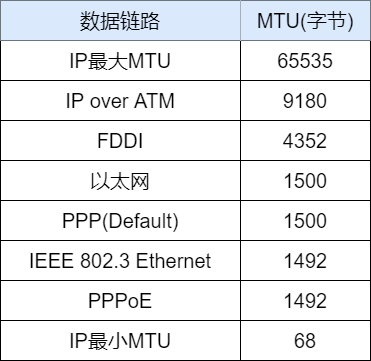 数据链路 MTU(字节)
IP最大MTU 65535
IP over ATM 9180
FDDI 4352
以太网 1500
PPP(Default) 1500
IEEE 802.3 Ethernet 1492
PPPoE 1492
IP最小MTU 68